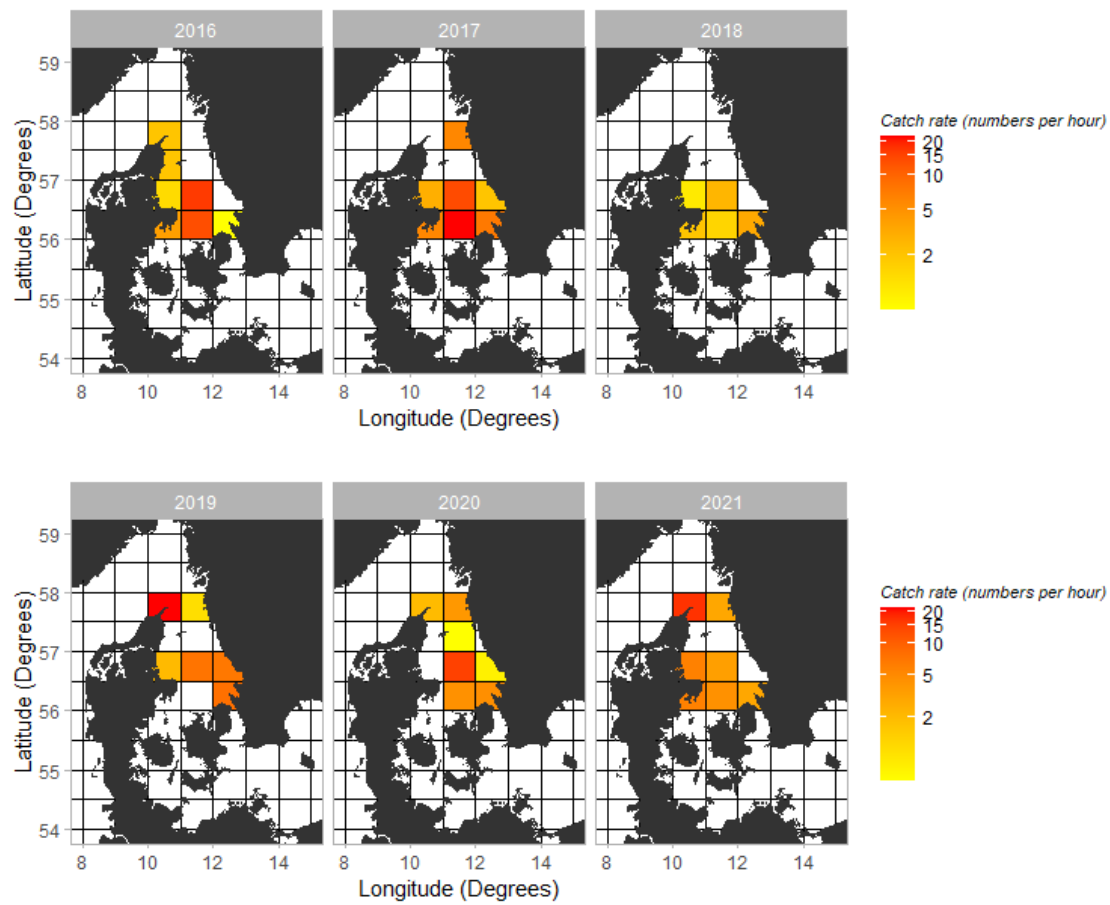 2016 2017 2018
59
58
57
56
55
54
Latitude (Degrees)
8 10 12 14 8 10 12 14 8 10 12 14
Longitude (Degrees)
Catch rate (numbers per hour)
20
15
10
5
2
2019 2020 2021
59
58
57
56
55
54
Latitude (Degrees)
8 10 12 14 8 10 12 14 8 10 12 14
Longitude (Degrees)
Catch rate (numbers per hour)
20
15
10
5
2